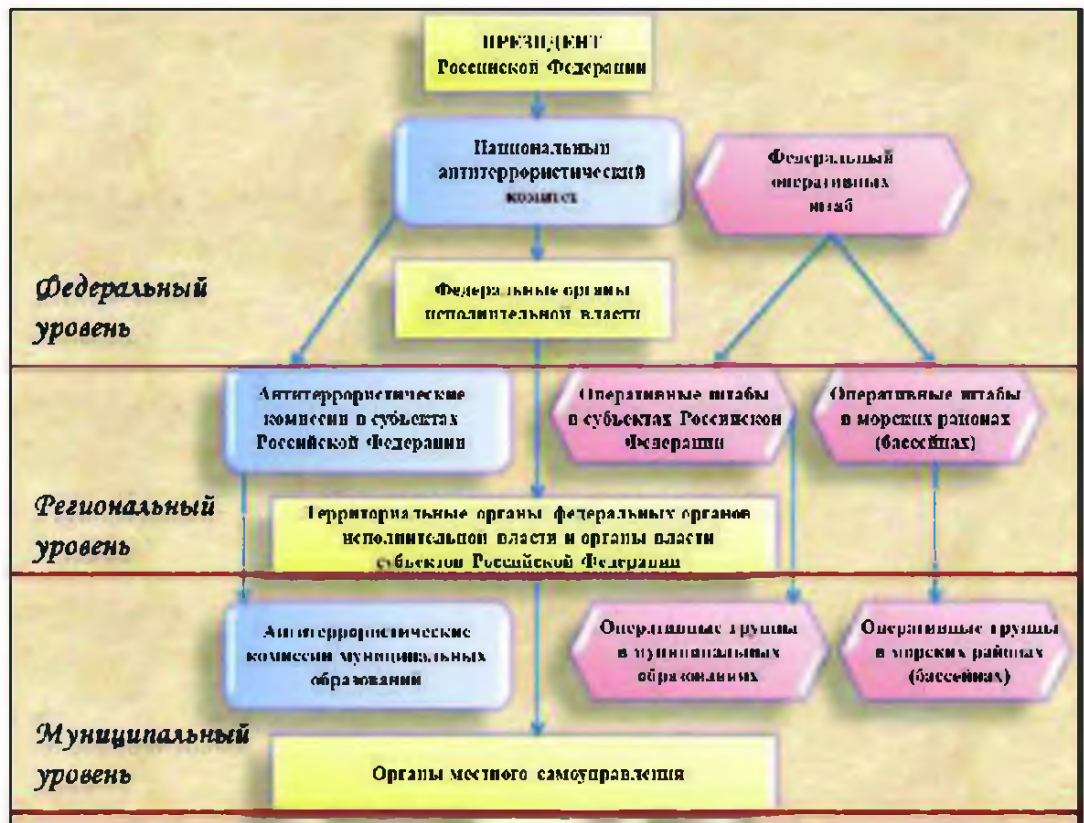 ПРЕЗИДЕНТ
Российской Федерации
Национальный
антитеррористический
комитет
Федеральный
оперативных
штаб
Федеральный
уровень
Федеральные органы
исполнительной власти
Антитеррористические
комиссии в субъектах
Российской Федерации
Оперативные штабы
в субъектах Российской
Федерации
Оперативные штабы
в морских районах
(бассейнах)
Региональный
уровень
Территориальные органы федеральных органов
исполнительной власти и органы власти
субъектов Российской Федерации
Антитеррористические
комиссии муниципальных
образований
Оперативные группы
в муниципальных
образованиях
Оперативные группы
в морских районах
(бассейнах)
Муниципальный
уровень
Органы местного самоуправления